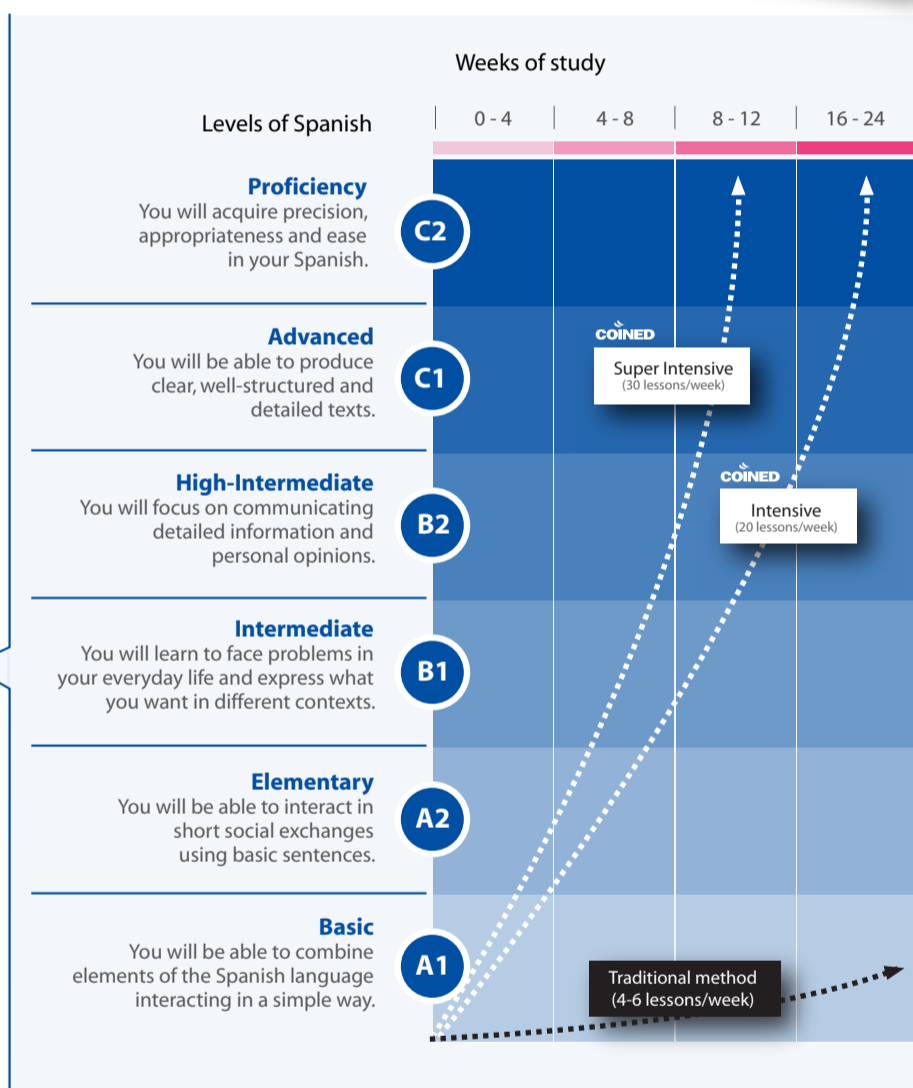 Weeks of study
Levels of Spanish
0 - 4
4 - 8
8 - 12
16 - 24
Proficiency
You will acquire precision,
appropriateness and ease
in your Spanish.
C2
Advanced
You will be able to produce
clear, well-structured and
detailed texts.
C1
COINED
Super Intensive
(30 lessons/week)
High-Intermediate
You will focus on communicating
detailed information and
personal opinions.
B2
COINED
Intensive
(20 lessons/week)
Intermediate
You will learn to face problems in
your everyday life and express what
you want in different contexts.
B1
Elementary
You will be able to interact in
short social exchanges
using basic sentences.
A2
Basic
You will be able to combine
elements of the Spanish language
interacting in a simple way.
A1
Traditional method
(4-6 lessons/week)